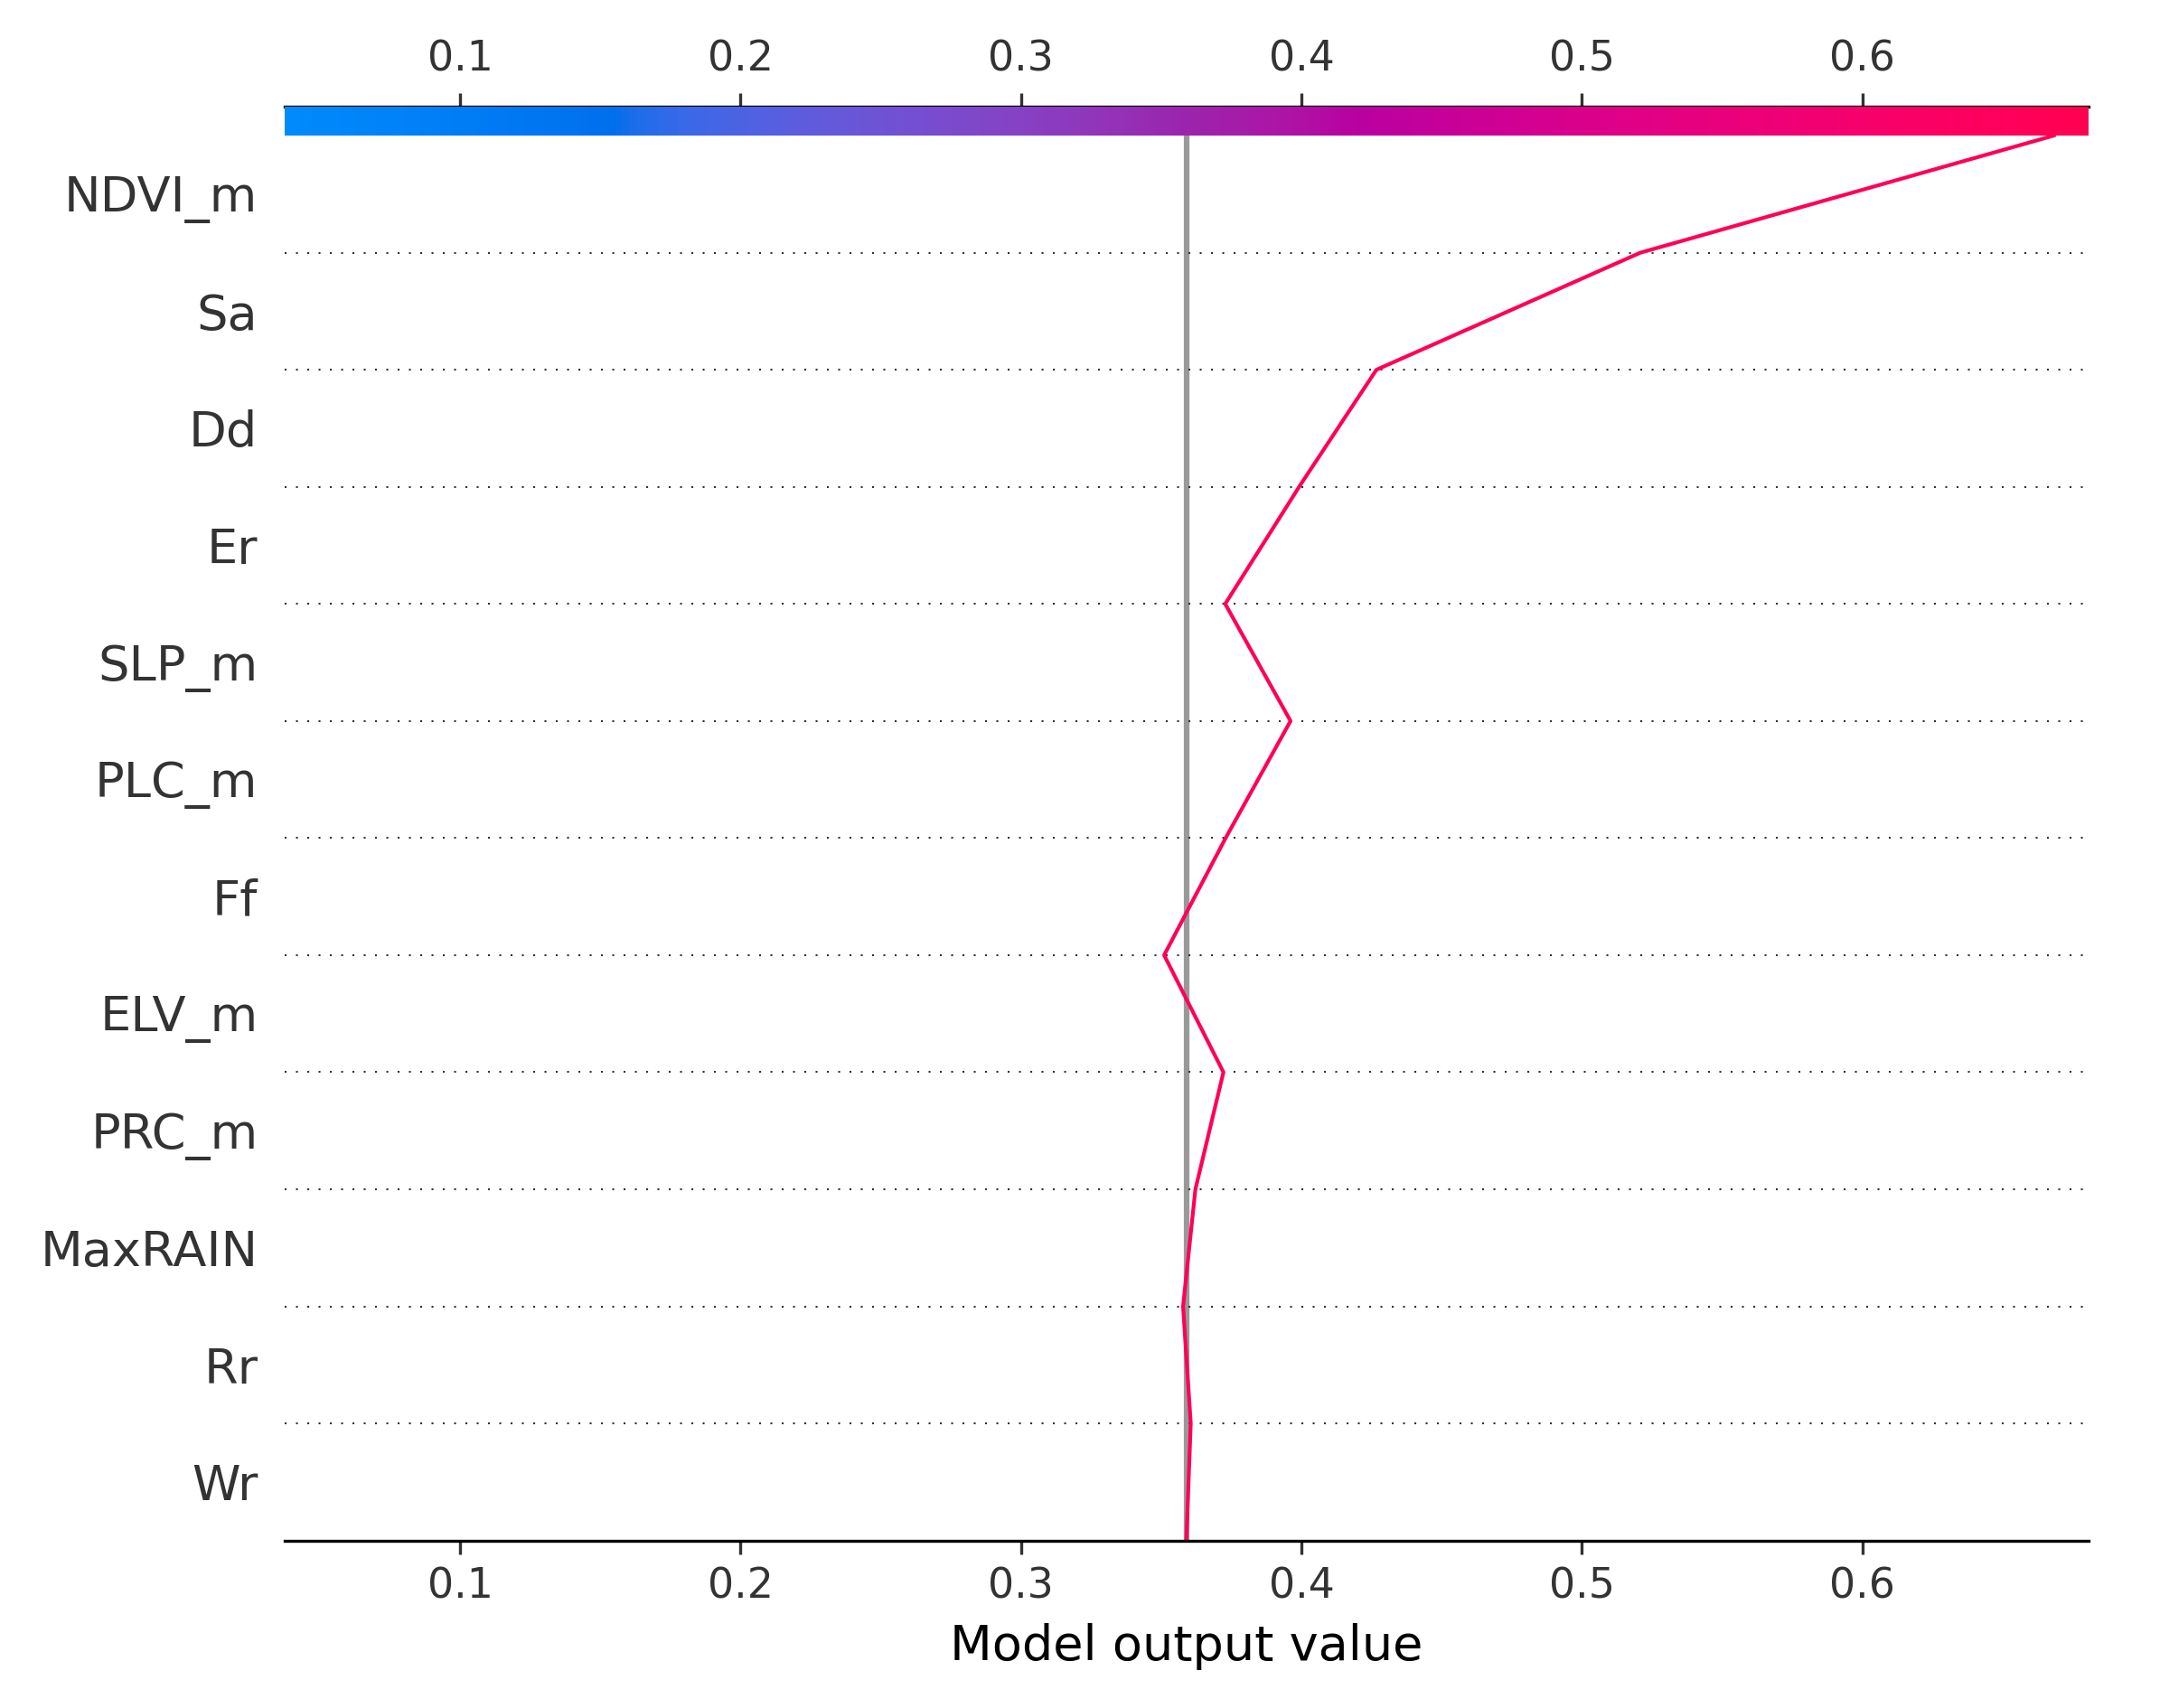 0.1 0.2 0.3 0.4 0.5 0.6
NDVI_m
Sa
Dd
Er
SLP_m
PLC_m
Ff
ELV_m
PRC_m
MaxRAIN
Rr
Wr
0.1 0.2 0.3 0.4 0.5 0.6
Model output value